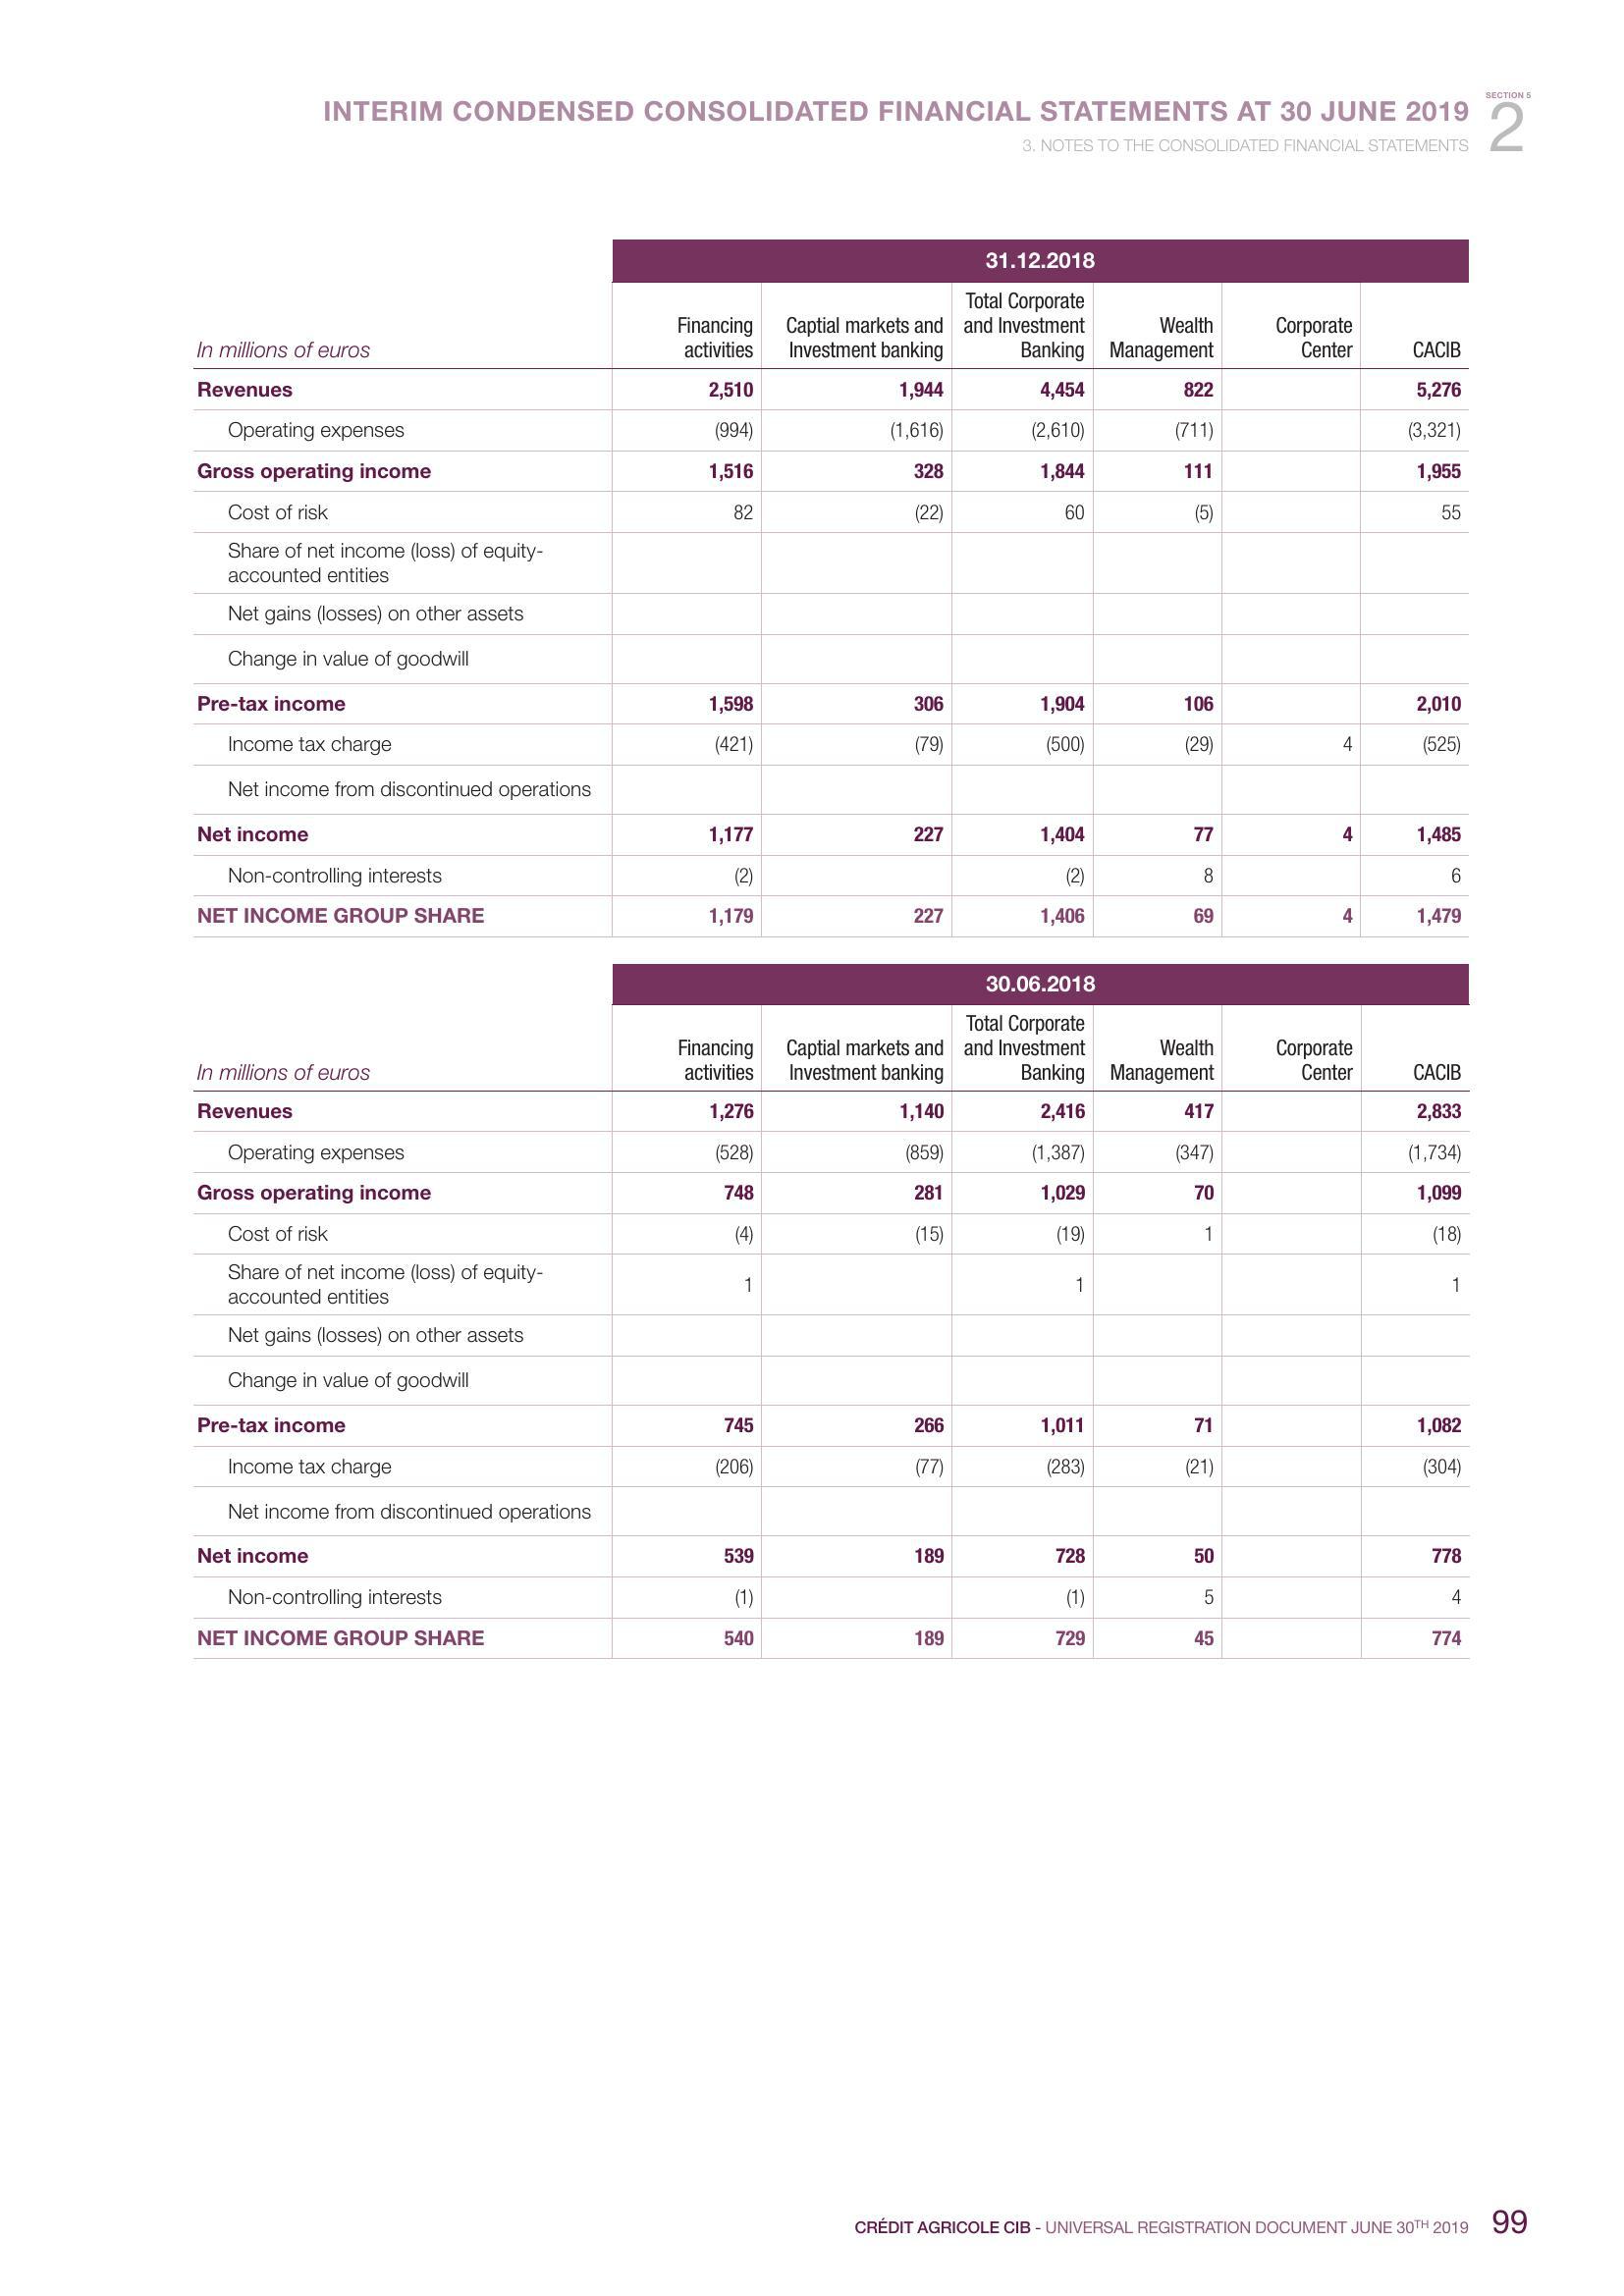 INTERIM CONDENSED CONSOLIDATED FINANCIAL STATEMENTS AT 30 JUNE 2019
3. NOTES TO THE CONSOLIDATED FINANCIAL STATEMENTS
SECTION 5
2
31.12.2018
In millions of euros
Financing activities
Captial markets and Investment banking
Total Corporate and Investment Banking
Wealth Management
Corporate Center
CACIB
Revenues 2,510 1,944 4,454 822 5,276
Operating expenses (994) (1,616) (2,610) (711) (3,321)
Gross operating income 1,516 328 1,844 111 1,955
Cost of risk 82 (22) 60 (5) 55
Share of net income (loss) of equity-
accounted entities
Net gains (losses) on other assets
Change in value of goodwill
Pre-tax income 1,598 306 1,904 106 2,010
Income tax charge (421) (79) (500) (29) 4 (525)
Net income from discontinued operations
Net income 1,177 227 1,404 77 4 1,485
Non-controlling interests (2) (2) 8 6
NET INCOME GROUP SHARE 1,179 227 1,406 69 4 1,479
30.06.2018
In millions of euros
Financing activities
Captial markets and Investment banking
Total Corporate and Investment Banking
Wealth Management
Corporate Center
CACIB
Revenues 1,276 1,140 2,416 417 2,833
Operating expenses (528) (859) (1,387) (347) (1,734)
Gross operating income 748 281 1,029 70 1,099
Cost of risk (4) (15) (19) 1 (18)
Share of net income (loss) of equity-
accounted entities 1 1 1
Net gains (losses) on other assets
Change in value of goodwill
Pre-tax income 745 266 1,011 71 1,082
Income tax charge (206) (77) (283) (21) (304)
Net income from discontinued operations
Net income 539 189 728 50 778
Non-controlling interests (1) (1) 5 4
NET INCOME GROUP SHARE 540 189 729 45 774
CRÉDIT AGRICOLE CIB - UNIVERSAL REGISTRATION DOCUMENT JUNE 30TH 2019 99